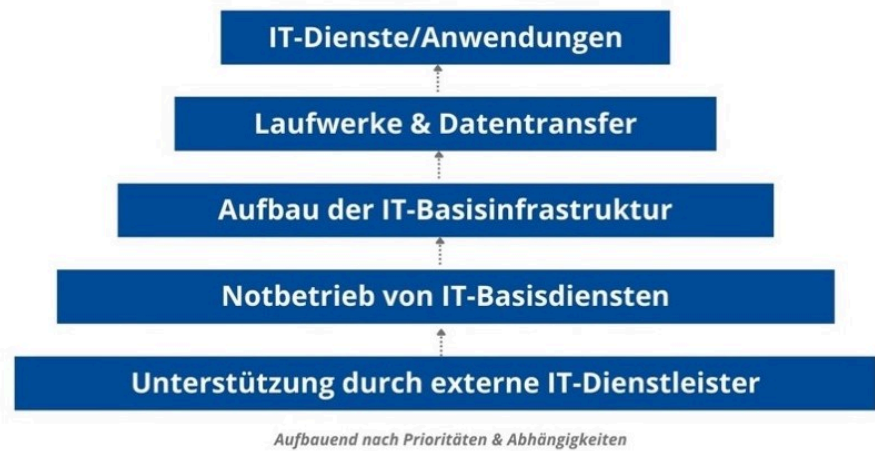 IT-Dienste/Anwendungen
Laufwerke & Datentransfer
Aufbau der IT-Basisinfrastruktur
Notbetrieb von IT-Basisdiensten
Unterstützung durch externe IT-Dienstleister
Aufbauend nach Prioritäten & Abhängigkeiten